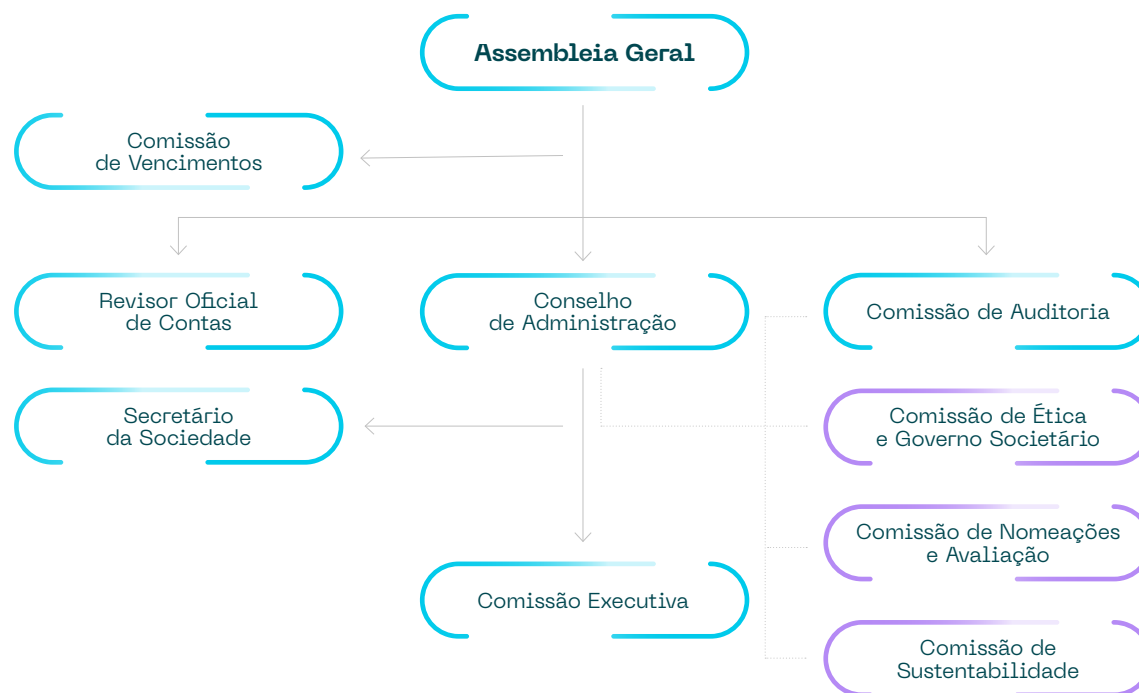 Assembleia Geral
Comissão
de Vencimentos
Revisor Oficial
de Contas
Conselho
de Administração
Comissão de Auditoria
Secretário
da Sociedade
Comissão de Ética
e Governo Societário
Comissão de Nomeações
e Avaliação
Comissão Executiva
Comissão de
Sustentabilidade